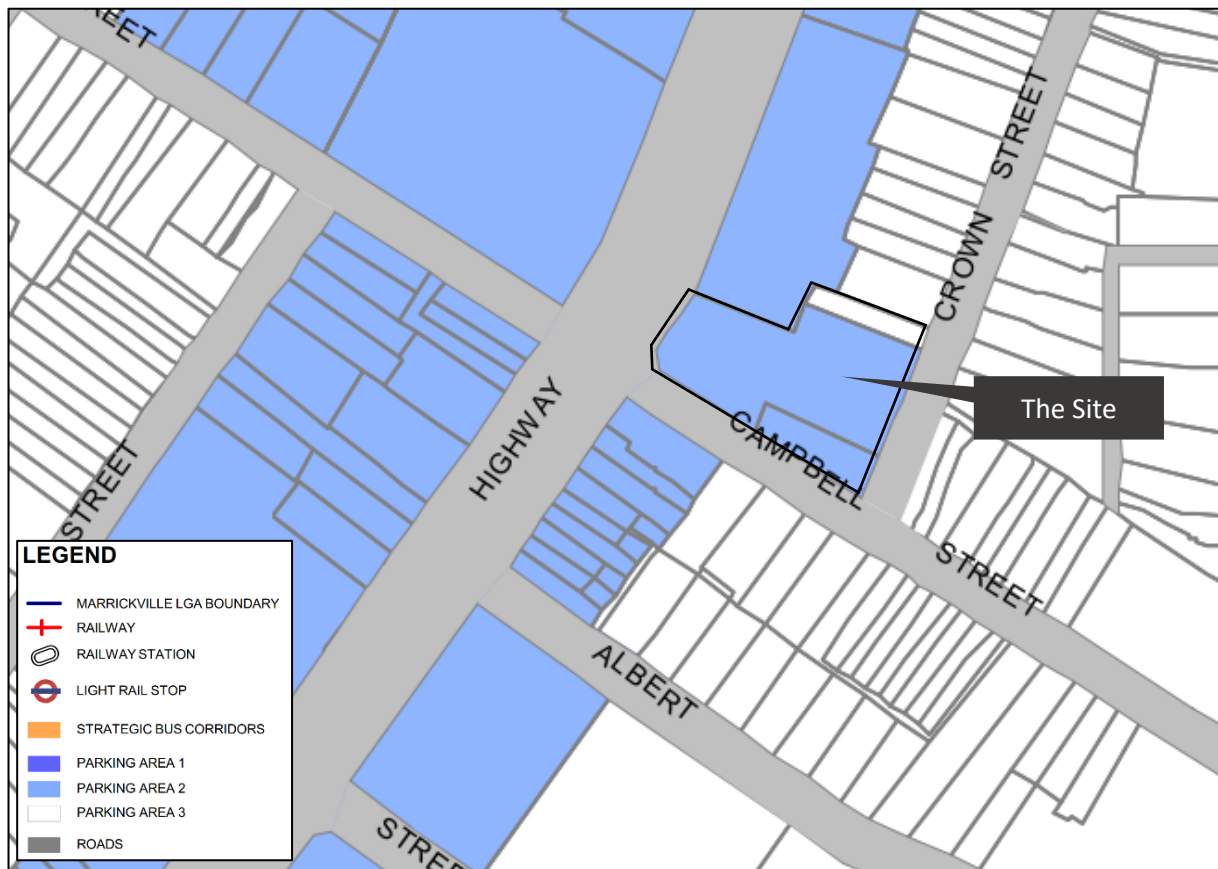 STREET
CROWN STREET
HIGHWAY
The Site
CAMPBELL STREET
STREET
ALBERT
STREE
LEGEND
MARRICKVILLE LGA BOUNDARY
RAILWAY
RAILWAY STATION
LIGHT RAIL STOP
STRATEGIC BUS CORRIDORS
PARKING AREA 1
PARKING AREA 2
PARKING AREA 3
ROADS